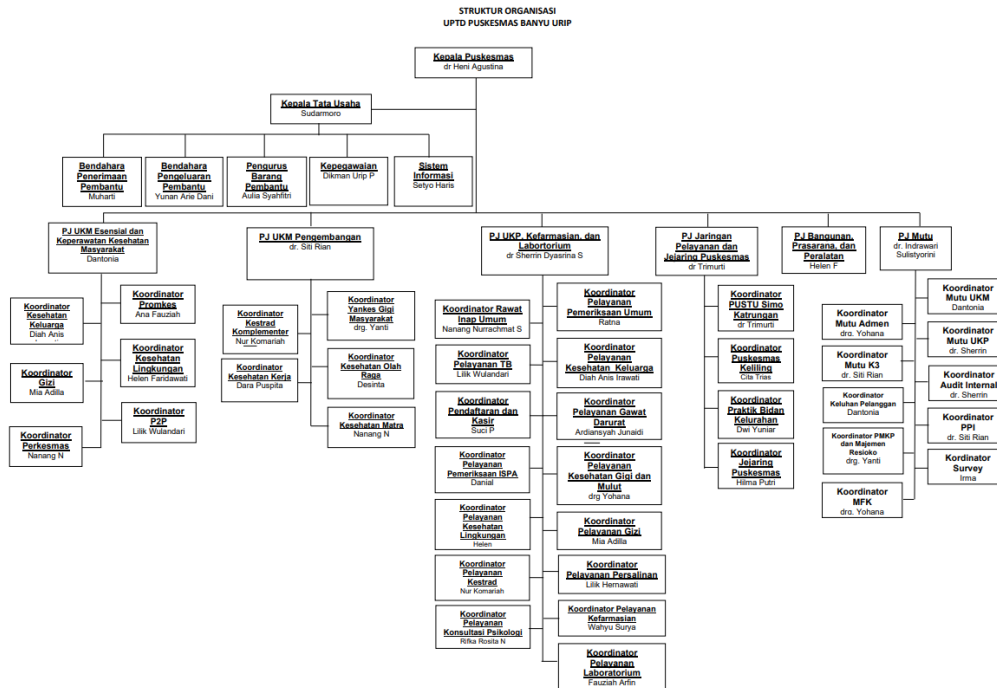 STRUKTUR ORGANISASI
UPTD PUSKESMAS BANYU URIP
Kepala Puskesmas
dr Heni Agustina
Kepala Tata Usaha
Sudarmoro
Bendahara
Penerimaan
Pembantu
Muharti
Bendahara
Pengeluaran
Pembantu
Yunan Arie Dani
Pengurus
Barang
Pembantu
Aulia Syahfitri
Kepegawaian
Dikman Urip P
Sistem
Informasi
Setyo Haris
PJ UKM Esensial dan
Keperawatan Kesehatan
Masyarakat
Dantonia
PJ UKM Pengembangan
dr. Siti Rian
PJ UKP, Kefarmasian, dan
Labortorium
dr Sherrin Dyasrina S
PJ Jaringan
Pelayanan dan
Jejaring Puskesmas
dr Trimurti
PJ Bangunan,
Prasarana, dan
Peralatan
Helen F
PJ Mutu
dr. Indrawari
Sulistyorini
Koordinator
Kesehatan
Keluarga
Diah Anis
Koordinator
Promkes
Ana Fauziah
Koordinator
Gizi
Mia Adilla
Koordinator
Kesehatan
Lingkungan
Helen Faridawati
Koordinator
Perkesmas
Nanang N
Koordinator
P2P
Lilik Wulandari
Koordinator
Kestrad
Komplementer
Nur Komariah
Koordinator
Yankes Gigi
Masyarakat
drg. Yanti
Koordinator
Kesehatan Kerja
Dara Puspita
Koordinator
Kesehatan Olah
Raga
Desinta
Koordinator
Kesehatan Matra
Nanang N
Koordinator Rawat
Inap Umum
Nanang Nurrachmat S
Koordinator
Pelayanan
Pemeriksaan Umum
Ratna
Koordinator
Pelayanan TB
Lilik Wulandari
Koordinator
Pelayanan
Kesehatan Keluarga
Diah Anis Irawati
Koordinator
Pendaftaran dan
Kasir
Suci P
Koordinator
Pelayanan Gawat
Darurat
Ardiansyah Junaidi
Koordinator
Pelayanan
Pemeriksaan ISPA
Danial
Koordinator
Pelayanan
Kesehatan Gigi dan
Mulut
drg Yohana
Koordinator
Pelayanan
Kesehatan
Lingkungan
Helen
Koordinator
Pelayanan Gizi
Mia Adilla
Koordinator
Pelayanan
Kestrad
Nur Komariah
Koordinator
Pelayanan Persalinan
Lilik Hernawati
Koordinator
Pelayanan
Konsultasi Psikologi
Rifka Rosita N
Koordinator Pelayanan
Kefarmasian
Wahyu Surya
Koordinator
Pelayanan
Laboratorium
Fauziah Arfin
Koordinator
PUSTU Simo
Katrungan
dr Trimurti
Koordinator
Puskesmas
Keliling
Cita Trias
Koordinator
Praktik Bidan
Kelurahan
Dwi Yuniar
Koordinator
Jejaring
Puskesmas
Hilma Putri
Koordinator
Mutu Admen
drg. Yohana
Koordinator
Mutu UKM
Dantonia
Koordinator
Mutu K3
dr. Siti Rian
Koordinator
Mutu UKP
dr. Sherrin
Koordinator
Keluhan Pelanggan
Dantonia
Koordinator
Audit Internal
dr. Sherrin
Koordinator PMKP
dan Majemen
Resioko
drg. Yanti
Koordinator
PPI
dr. Siti Rian
Koordinator
MFK
drg. Yohana
Kordinator
Survey
Irma